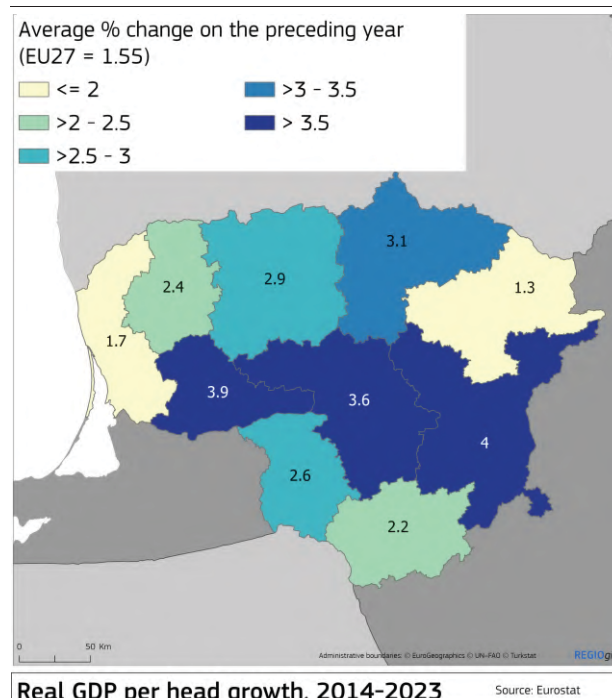 Average % change on the preceding year
(EU27 = 1.55)
<= 2
>3 - 3.5
>2 - 2.5
> 3.5
>2.5 - 3
3.1
2.4
2.9
1.3
1.7
3.9
3.6
4
2.6
2.2
0 50 Km
Administrative boundaries: © EuroGeographics © UN-FAO © Turkstat
REGIOg
Real GDP per head growth, 2014-2023
Source: Eurostat